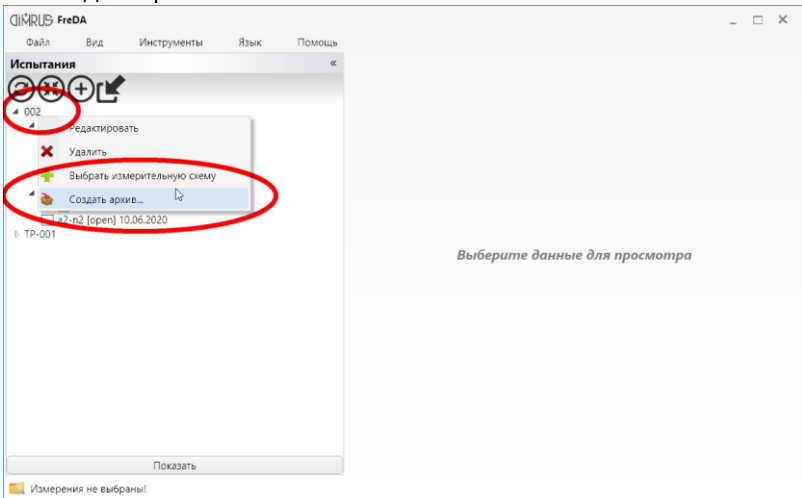 DiMRUS FreDA
Файл Вид Инструменты Язык Помощь
Испытания «
002
Редактировать
Удалить
Выбрать измерительную схему
Создать архив...
a2-n2 [open] 10.06.2020
ТР-001
Выберите данные для просмотра
Показать
Измерения не выбраны!